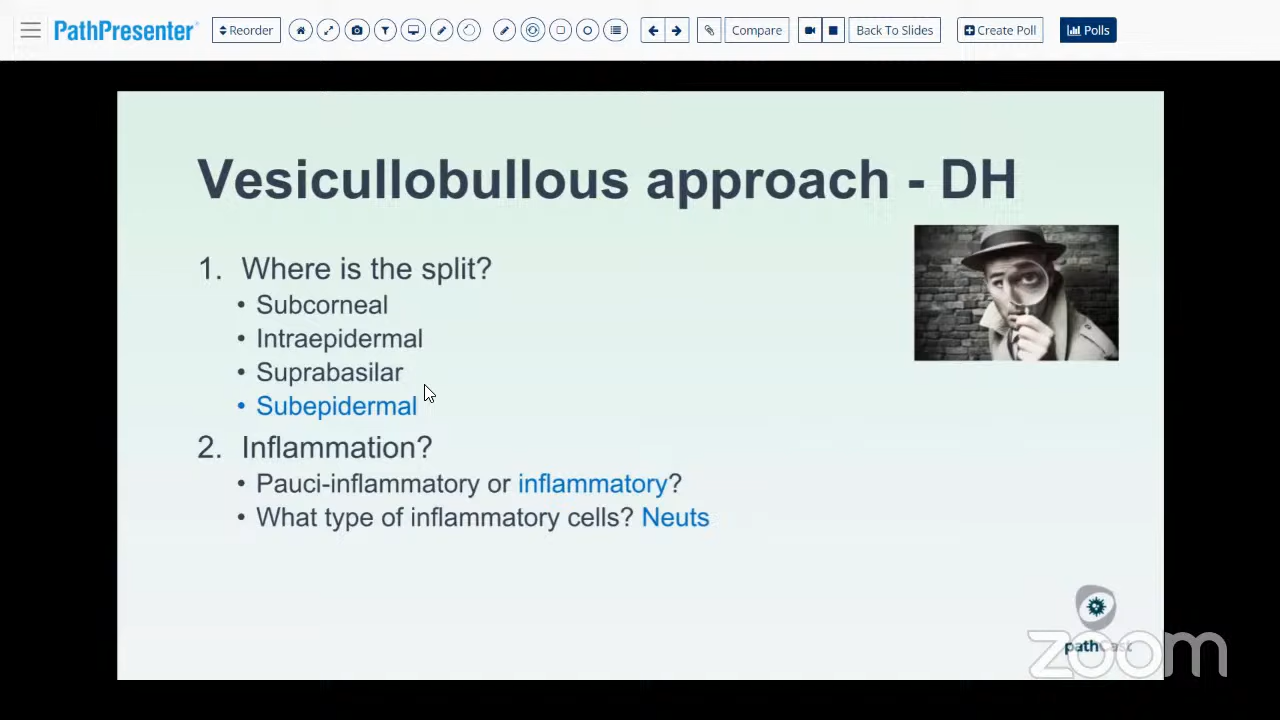 PathPresenter
Reorder
Compare
Back To Slides
Create Poll
Polls
Vesicullobullous approach - DH
1. Where is the split?
• Subcorneal
• Intraepidermal
• Suprabasilar
• Subepidermal
2. Inflammation?
• Pauci-inflammatory or inflammatory?
• What type of inflammatory cells? Neuts
pathCast
zoom